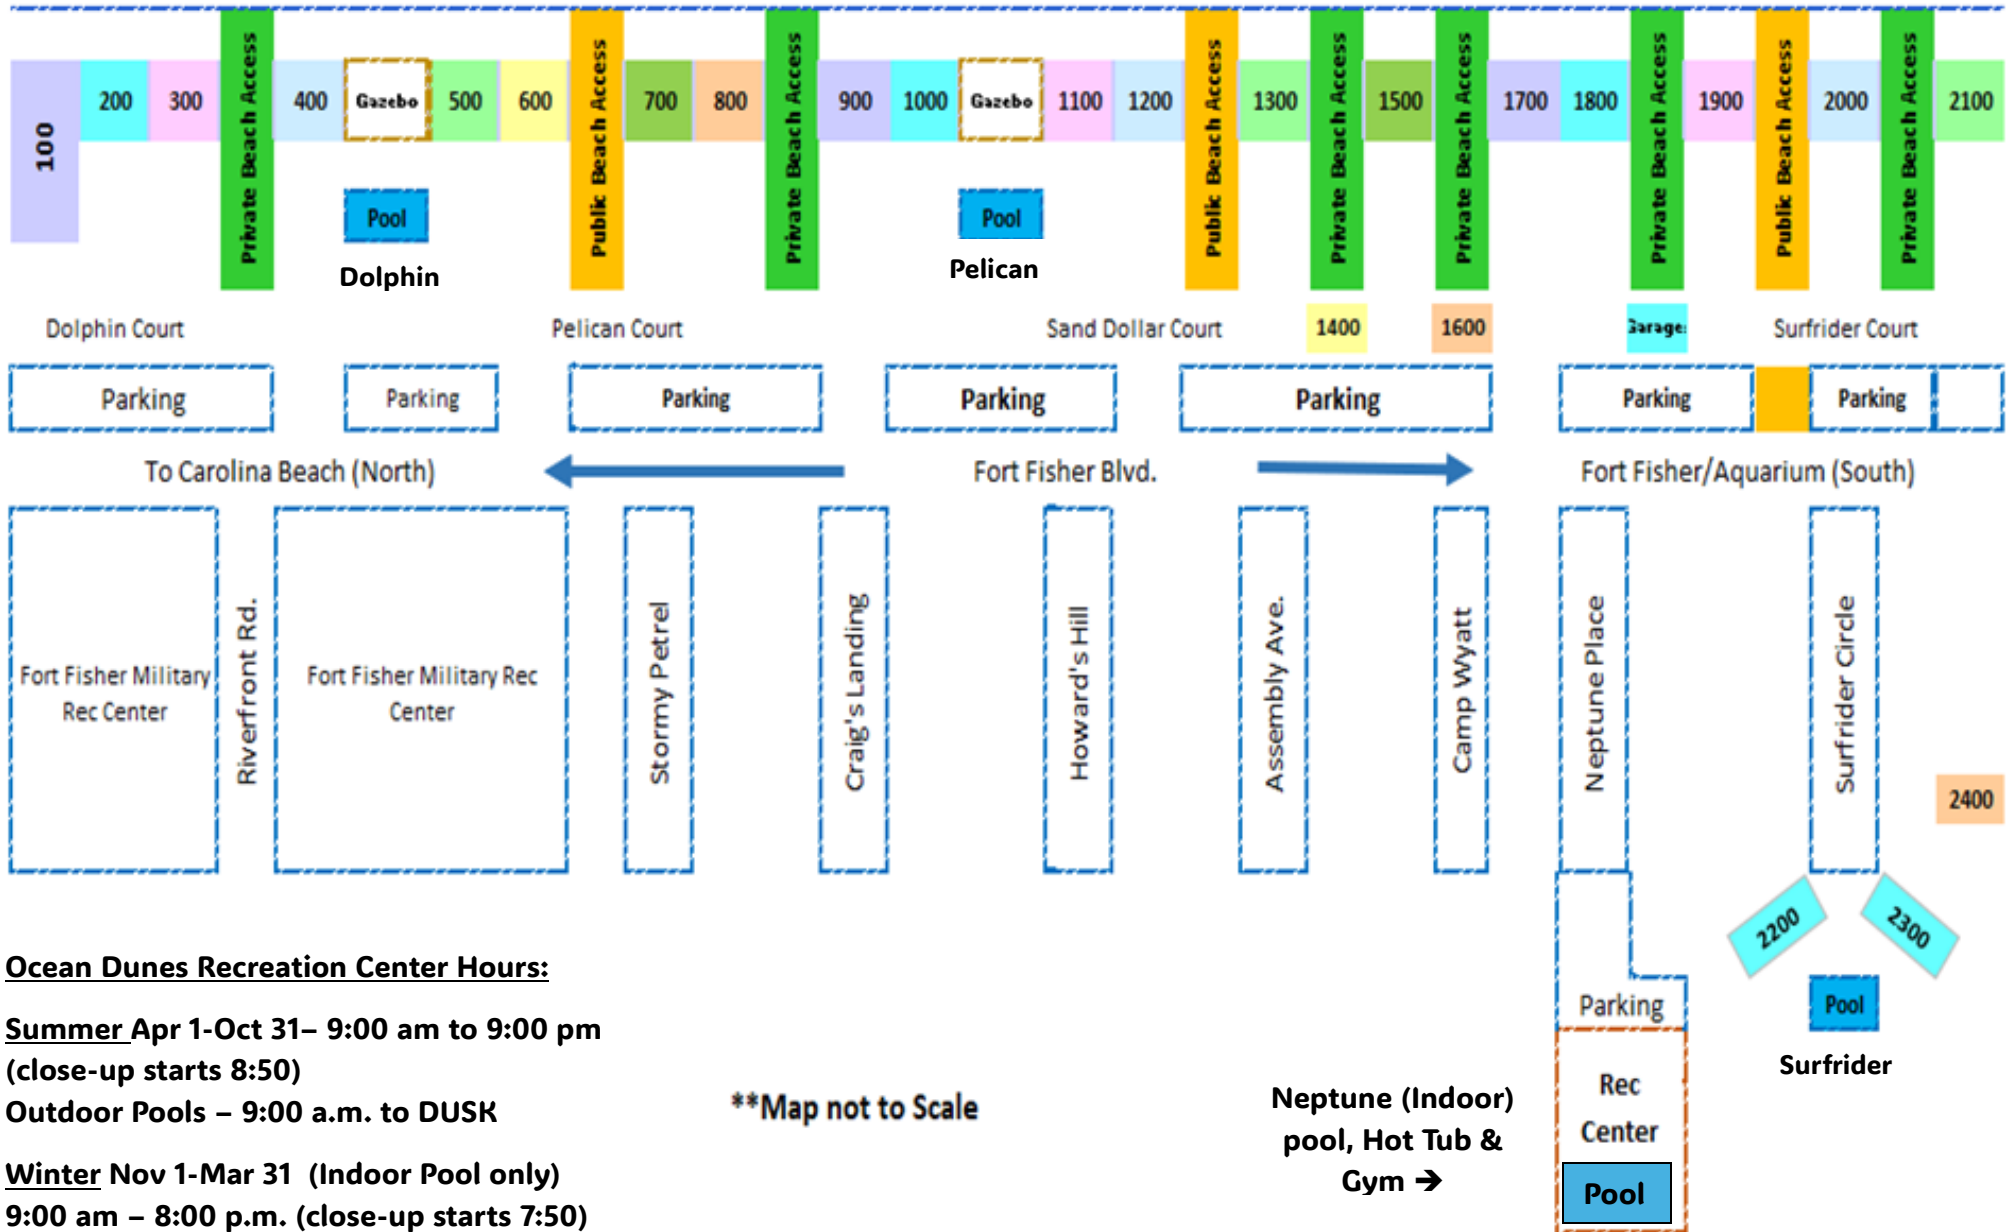 100
200
300
Private Beach Access
400
Gazebo
500
600
Public Beach Access
700
800
Private Beach Access
900
1000
Gazebo
1100
1200
Public Beach Access
1300
Private Beach Access
1500
Private Beach Access
1700
1800
Private Beach Access
1900
Public Beach Access
2000
Private Beach Access
2100
Pool
Dolphin
Pool
Pelican
Dolphin Court
Pelican Court
Sand Dollar Court
1400
1600
Garage
Surfrider Court
Parking
Parking
Parking
Parking
Parking
Parking
Parking
To Carolina Beach (North)
Fort Fisher Blvd.
Fort Fisher/Aquarium (South)
Fort Fisher Military
Rec Center
Riverfront Rd.
Fort Fisher Military Rec
Center
Stormy Petrel
Craig's Landing
Howard's Hill
Assembly Ave.
Camp Wyatt
Neptune Place
Surfrider Circle
2400
2200
2300
Pool
Surfrider
Parking
Rec
Center
Pool
Neptune (Indoor)
pool, Hot Tub &
Gym ➔
**Map not to Scale
Ocean Dunes Recreation Center Hours:
Summer Apr 1-Oct 31– 9:00 am to 9:00 pm
(close-up starts 8:50)
Outdoor Pools – 9:00 a.m. to DUSK
Winter Nov 1-Mar 31 (Indoor Pool only)
9:00 am – 8:00 p.m. (close-up starts 7:50)